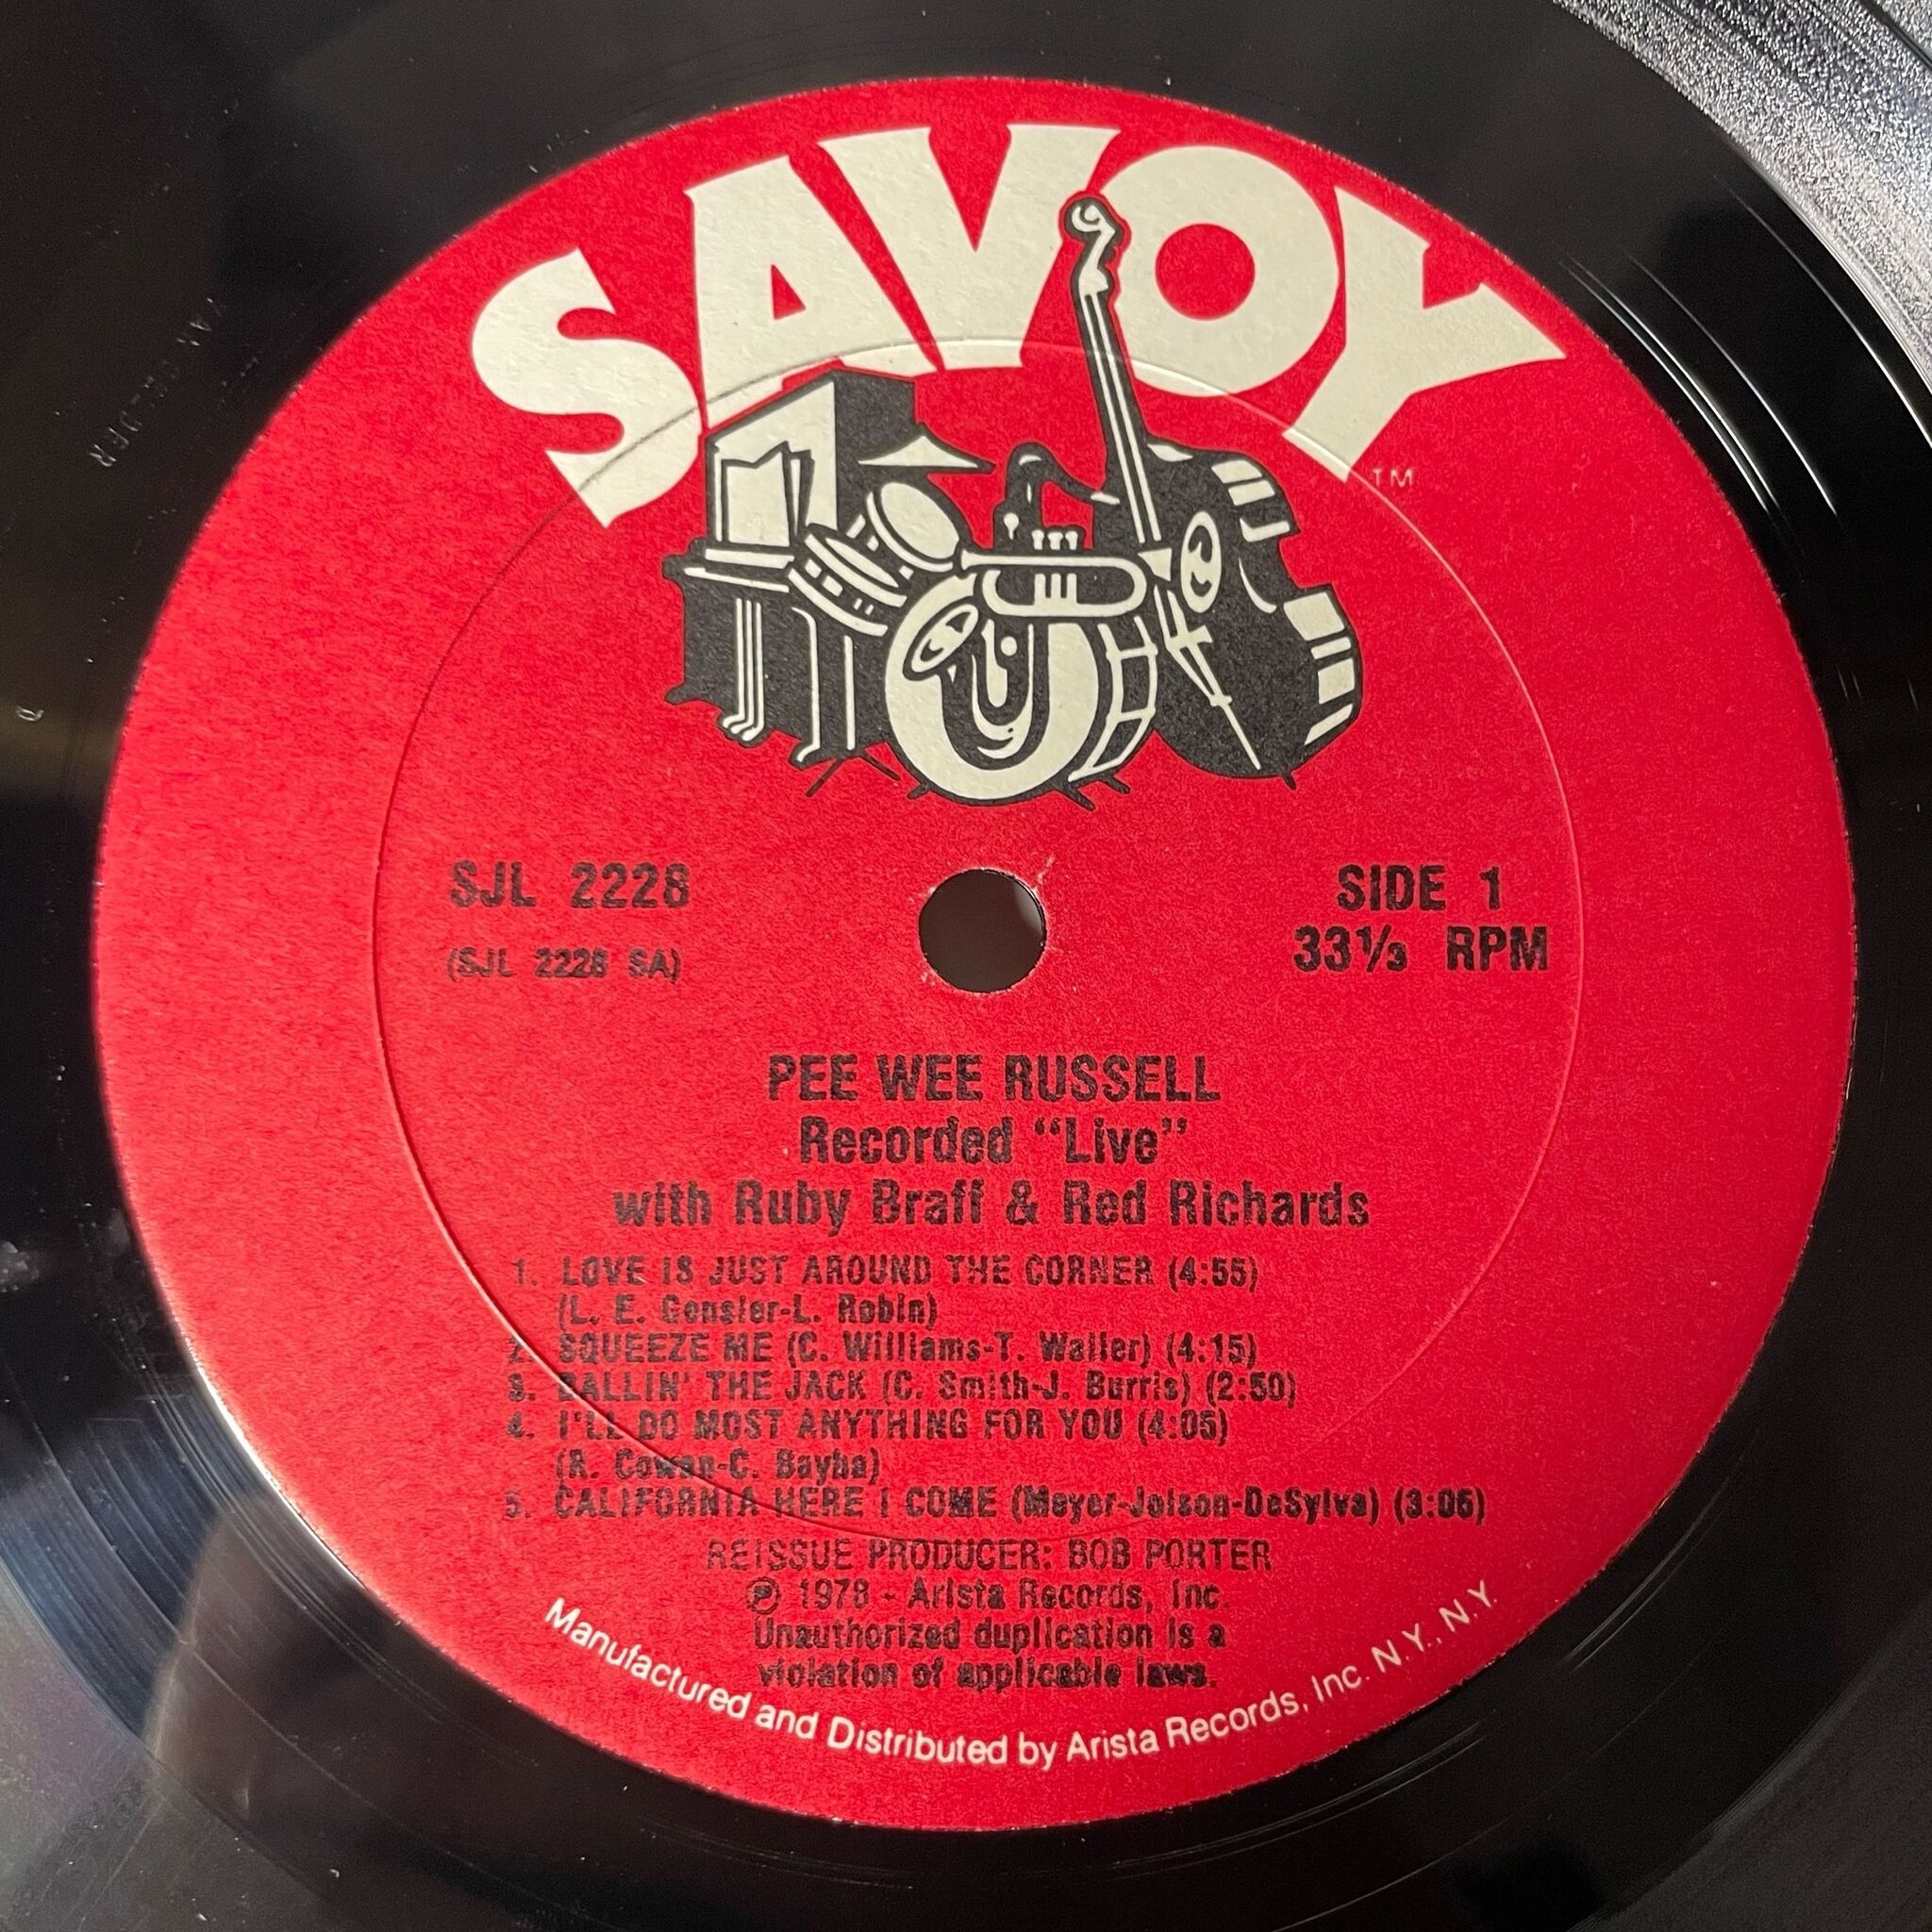 SAVOY
TM
SJL 2228
(SJL 2228 SA)
SIDE 1
33⅓ RPM
PEE WEE RUSSELL
Recorded “Live”
with Ruby Braff & Red Richards
1. LOVE IS JUST AROUND THE CORNER (4:55)
(L. E. Gensler-L. Robin)
2. SQUEEZE ME (C. Williams-T. Waller) (4:15)
3. BALLIN' THE JACK (C. Smith-J. Burris) (2:50)
4. I'LL DO MOST ANYTHING FOR YOU (4:05)
(R. Cowan-C. Bayha)
5. CALIFORNIA HERE I COME (Meyer-Jolson-DeSylva) (3:06)
REISSUE PRODUCER: BOB PORTER
℗ 1978 - Arista Records, Inc.
Unauthorized duplication is a
violation of applicable laws.
Manufactured and Distributed by Arista Records, Inc. N.Y., N.Y.